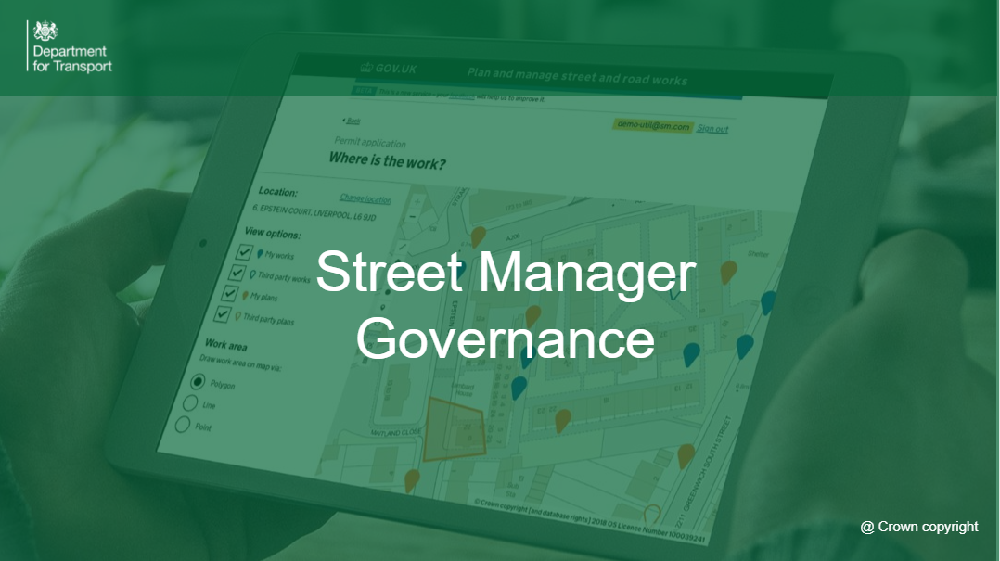 Department
for Transport
GOV.UK
Plan and manage street and road works
BETA This is a new service - your feedback will help us to improve it.
Back
demo-util@sm.com Sign out
Permit application
Where is the work?
Location:
Change location
6, EPSTEIN COURT, LIVERPOOL, L6 9JD
View options:
My works
Third party works
My plans
Third party plans
Work area
Draw work area on map via:
Polygon
Line
Point
Shelter
MAYLAND CLOSE
GREENWICH SOUTH STREET
Street Manager
Governance
© Crown copyright [and database rights] 2018 OS Licence Number 100039241
@ Crown copyright